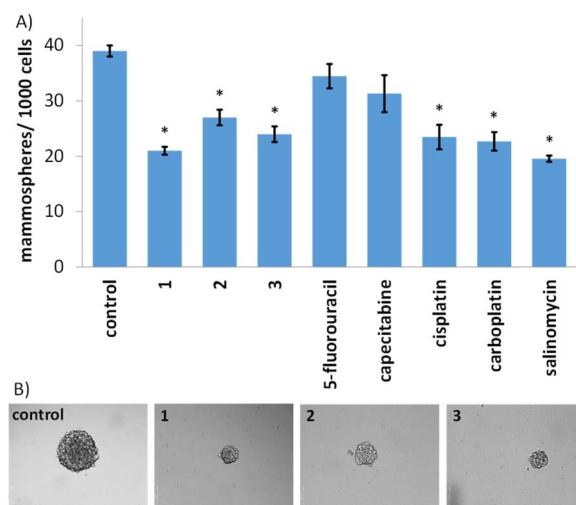 A)
mammospheres/ 1000 cells
40
30
20
10
0
*
*
*
*
*
*
control
1
2
3
5-fluorouracil
capecitabine
cisplatin
carboplatin
salinomycin
B)
control
1
2
3